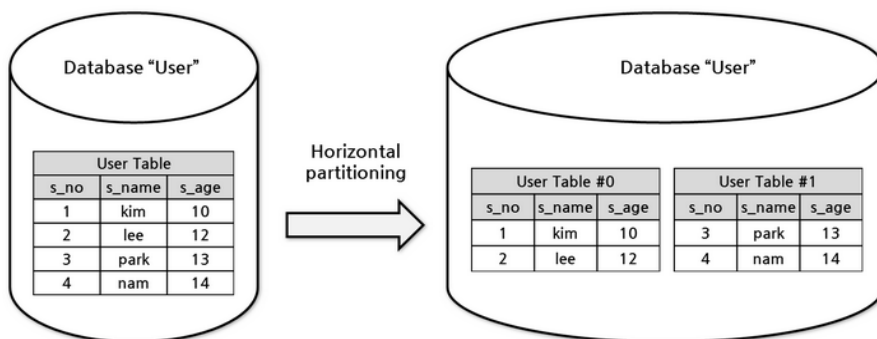 Database “User”
User Table
s_no s_name s_age
1 kim 10
2 lee 12
3 park 13
4 nam 14
Horizontal
partitioning
Database “User”
User Table #0
s_no s_name s_age
1 kim 10
2 lee 12
User Table #1
s_no s_name s_age
3 park 13
4 nam 14